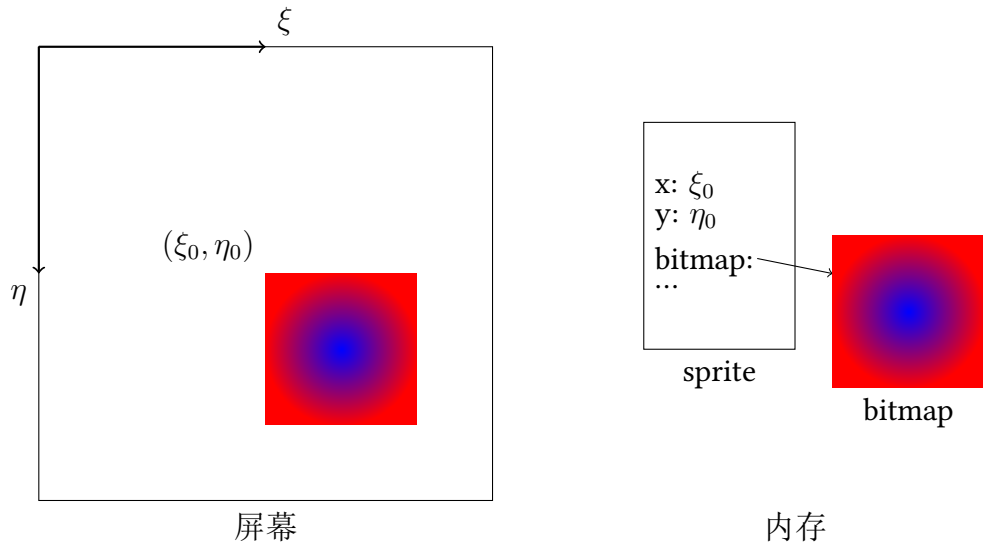 ξ
(ξ₀, η₀)
η
屏幕
x: ξ₀
y: η₀
bitmap:
...
sprite
bitmap
内存